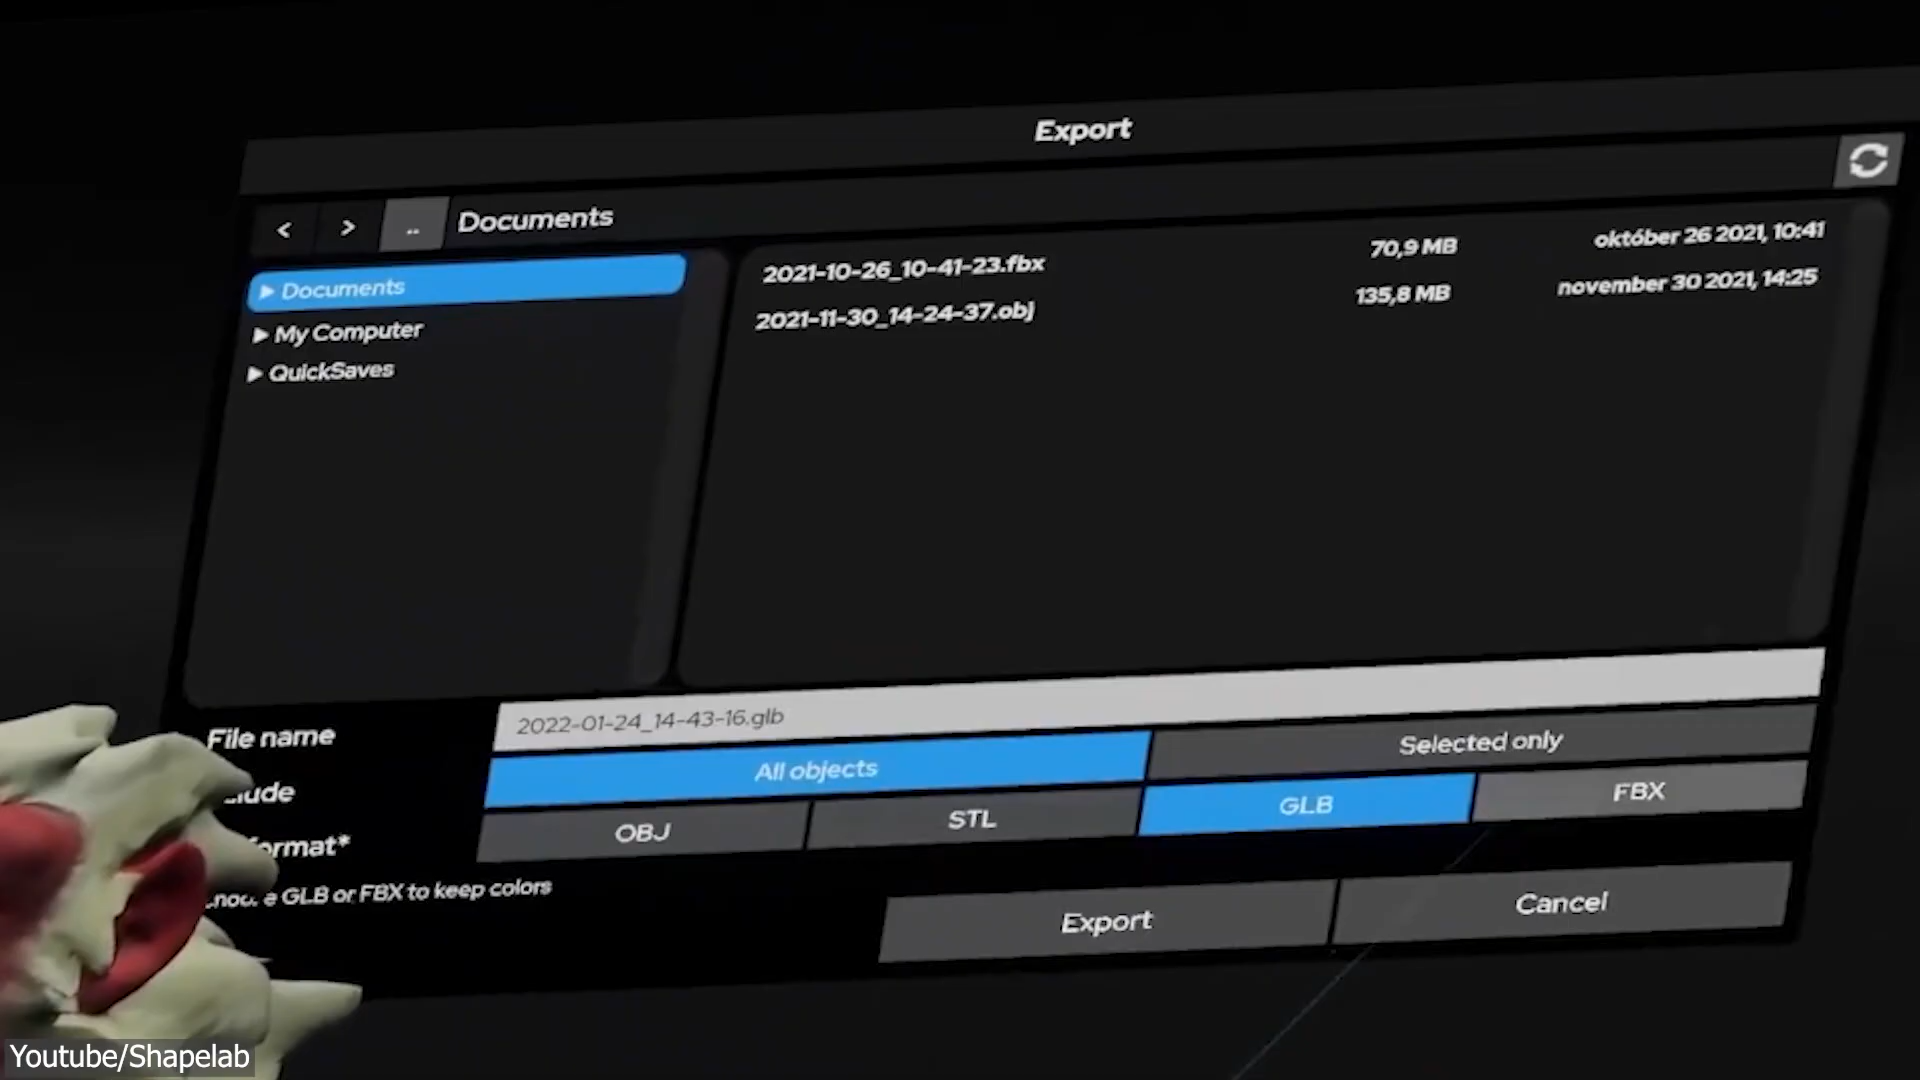 Export
< > .. Documents
Documents
My Computer
QuickSaves
2021-10-26_10-41-23.fbx 70,9 MB október 26 2021, 10:41
2021-11-30_14-24-37.obj 135,8 MB november 30 2021, 14:25
File name 2022-01-24_14-43-16.glb
All objects Selected only
OBJ STL GLB FBX
GLB or FBX to keep colors
Export Cancel
Youtube/Shapelab